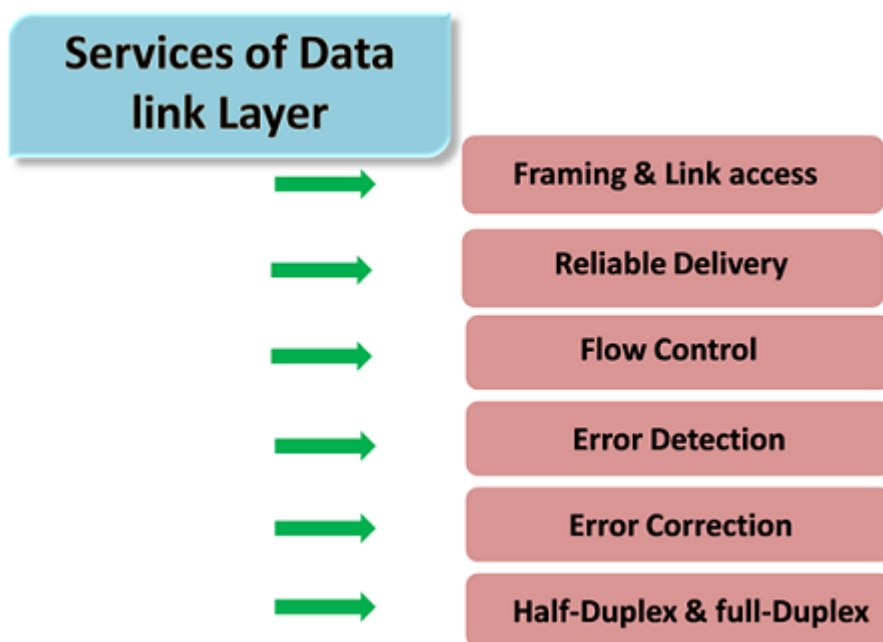 Services of Data
link Layer
Framing & Link access
Reliable Delivery
Flow Control
Error Detection
Error Correction
Half-Duplex & full-Duplex